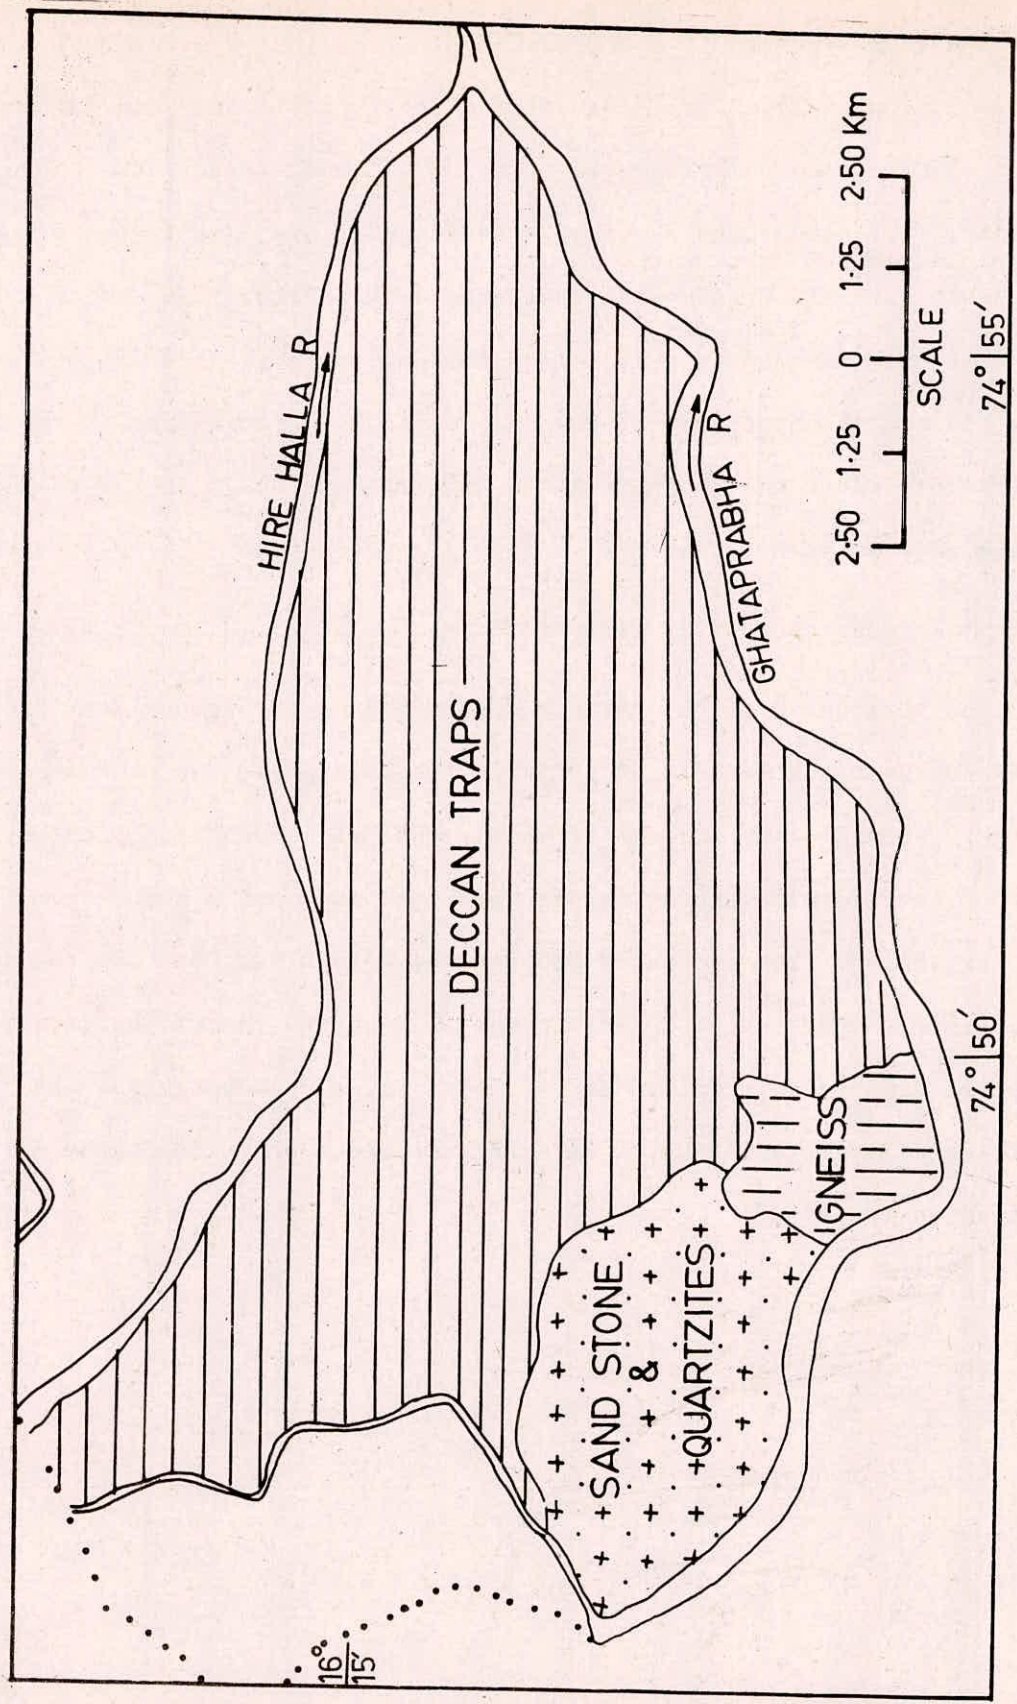 HIRE HALLA R
DECCAN TRAPS
GHATAPRABHA R
SAND STONE
&
QUARTZITES
GNEISS
16°
15′
2·50 1·25 0 1·25 2·50 Km
SCALE
74° 50′
74° 55′